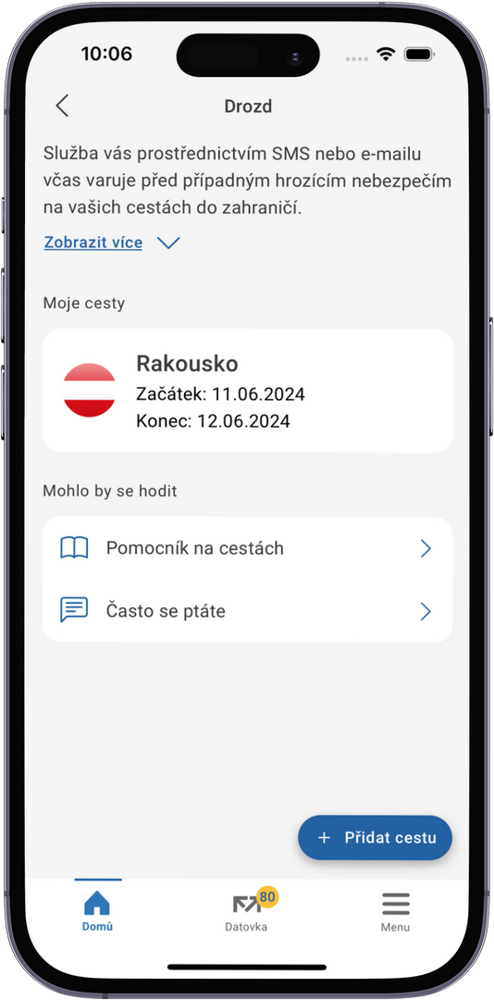 10:06
Drozd
Služba vás prostřednictvím SMS nebo e-mailu
včas varuje před případným hrozícím nebezpečím
na vašich cestách do zahraničí.
Zobrazit více
Moje cesty
Rakousko
Začátek: 11.06.2024
Konec: 12.06.2024
Mohlo by se hodit
Pomocník na cestách
Často se ptáte
+ Přidat cestu
80
Domů
Datovka
Menu